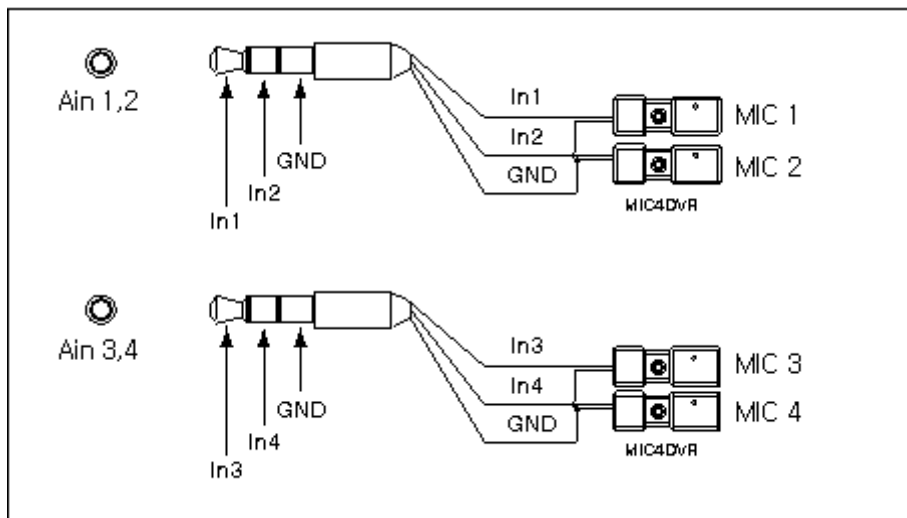 Ain 1,2
In1
In2
GND
In1
In2
GND
MIC 1
MIC 2
MIC4DVR
Ain 3,4
In3
In4
GND
In3
In4
GND
MIC 3
MIC 4
MIC4DVR